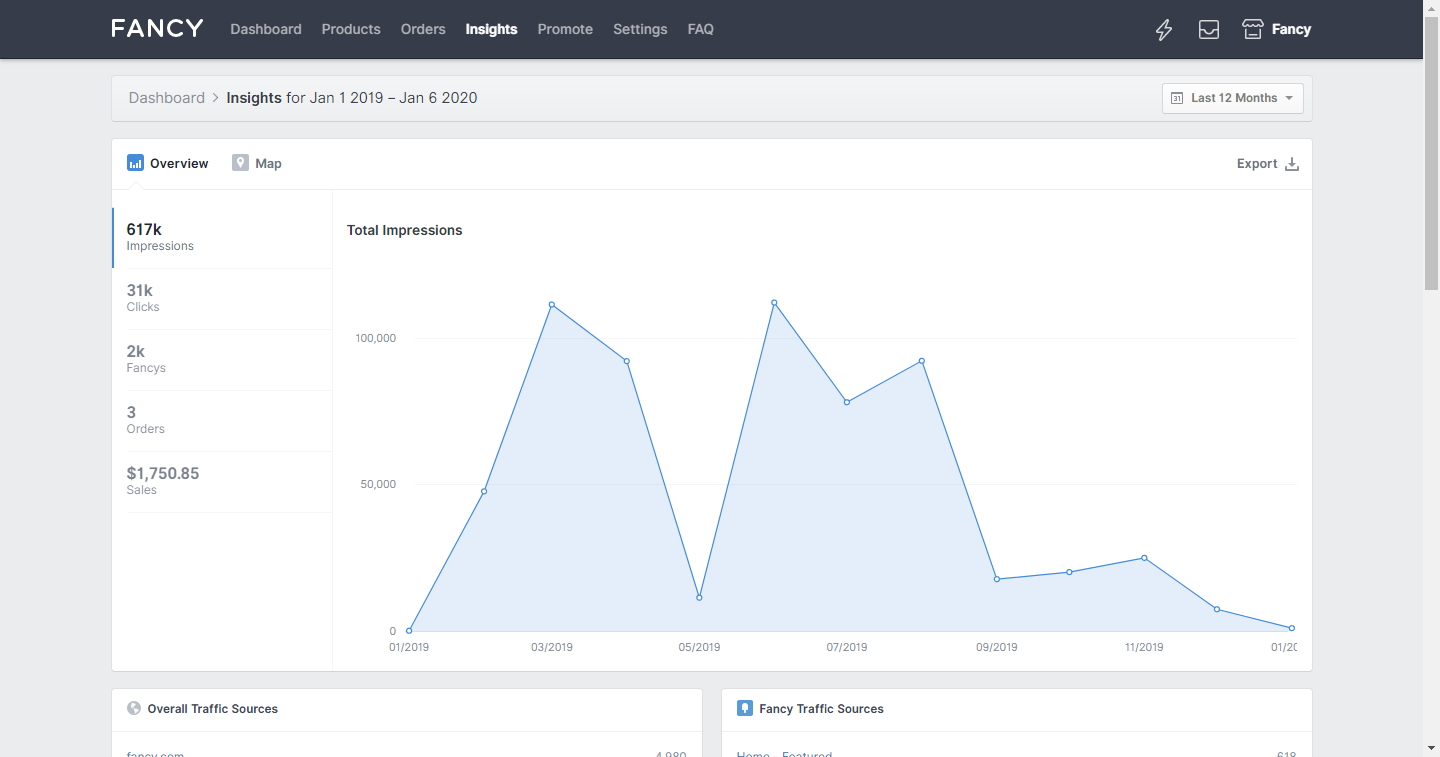 FANCY Dashboard Products Orders Insights Promote Settings FAQ Fancy
Dashboard > Insights for Jan 1 2019 – Jan 6 2020
31 Last 12 Months
Overview Map Export
617k
Impressions
31k
Clicks
2k
Fancys
3
Orders
$1,750.85
Sales
Total Impressions
100,000
50,000
0
01/2019 03/2019 05/2019 07/2019 09/2019 11/2019 01/20
Overall Traffic Sources
fancy.com 4,980
Fancy Traffic Sources
Home - Featured 618